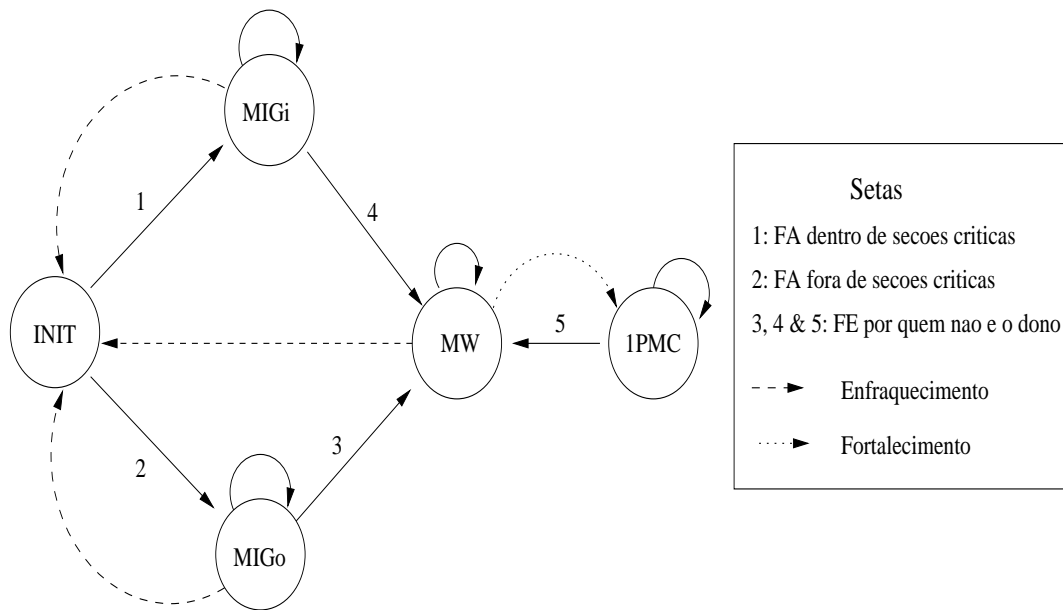 MIGi
1
4
INIT
MW
5
1PMC
2
3
MIGo
Setas
1: FA dentro de secoes criticas
2: FA fora de secoes criticas
3, 4 & 5: FE por quem nao e o dono
Enfraquecimento
Fortalecimento